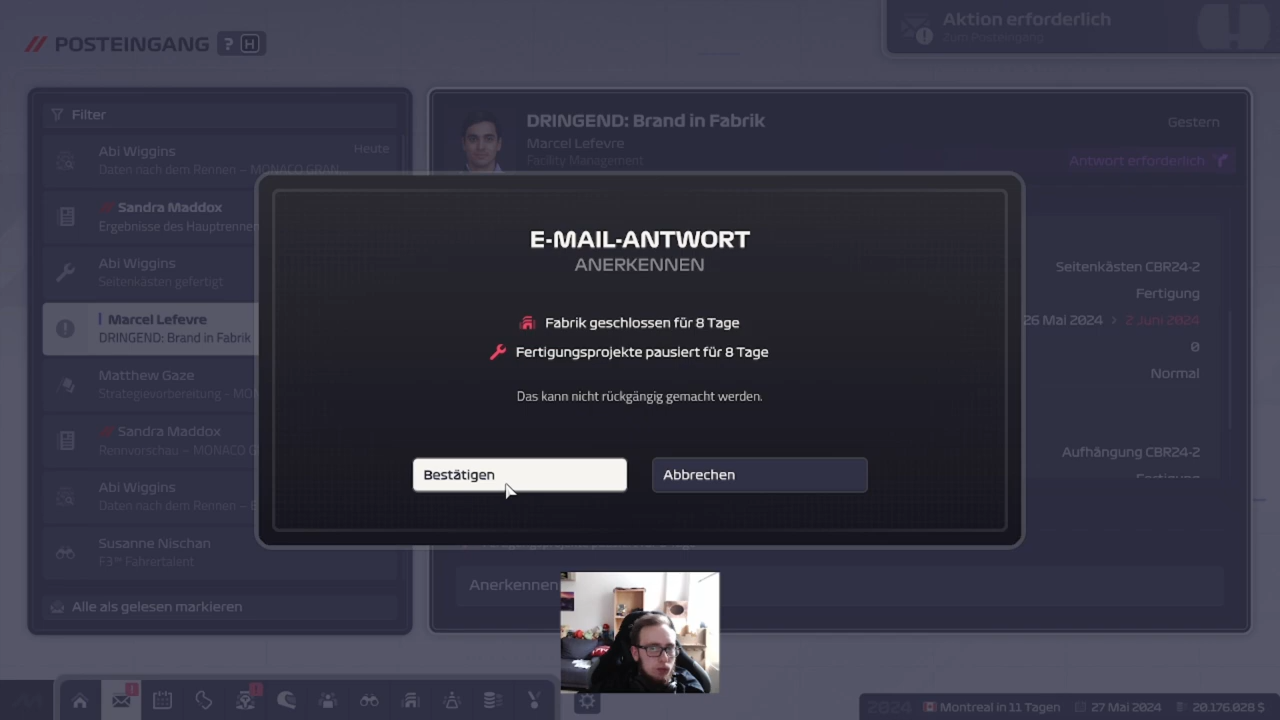 POSTEINGANG ? H
Aktion erforderlich
Zum Posteingang
Filter
Abi Wiggins
Heute
Daten nach dem Rennen – MONACO GRAN...
Sandra Maddox
Ergebnisse des Hauptrennen
Abi Wiggins
Seitenkästen gefertigt
Marcel Lefevre
DRINGEND: Brand in Fabrik
Matthew Gaze
Strategievorbereitung – MON
Sandra Maddox
Rennvorschau – MONACO G
Abi Wiggins
Daten nach dem Rennen –
Susanne Nischan
F3™ Fahrertalent
Alle als gelesen markieren
DRINGEND: Brand in Fabrik
Gestern
Marcel Lefevre
Facility Management
Antwort erforderlich
Seitenkästen CBR24-2
Fertigung
26 Mai 2024 > 2 Juni 2024
0
Normal
Aufhängung CBR24-2
Fertigung
E-MAIL-ANTWORT
ANERKENNEN
Fabrik geschlossen für 8 Tage
Fertigungsprojekte pausiert für 8 Tage
Das kann nicht rückgängig gemacht werden.
Bestätigen
Abbrechen
Anerkennen
2024
Montreal in 11 Tagen
27 Mai 2024
20.176.028 $